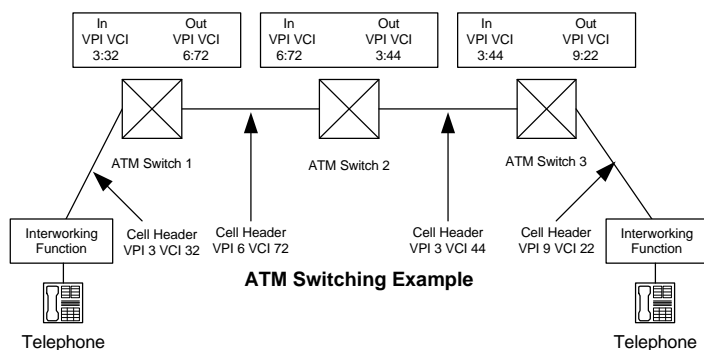 In Out
VPI VCI VPI VCI
3:32 6:72
In Out
VPI VCI VPI VCI
6:72 3:44
In Out
VPI VCI VPI VCI
3:44 9:22
ATM Switch 1
ATM Switch 2
ATM Switch 3
Interworking
Function
Cell Header
VPI 3 VCI 32
Cell Header
VPI 6 VCI 72
Cell Header
VPI 3 VCI 44
Cell Header
VPI 9 VCI 22
Interworking
Function
ATM Switching Example
Telephone
Telephone